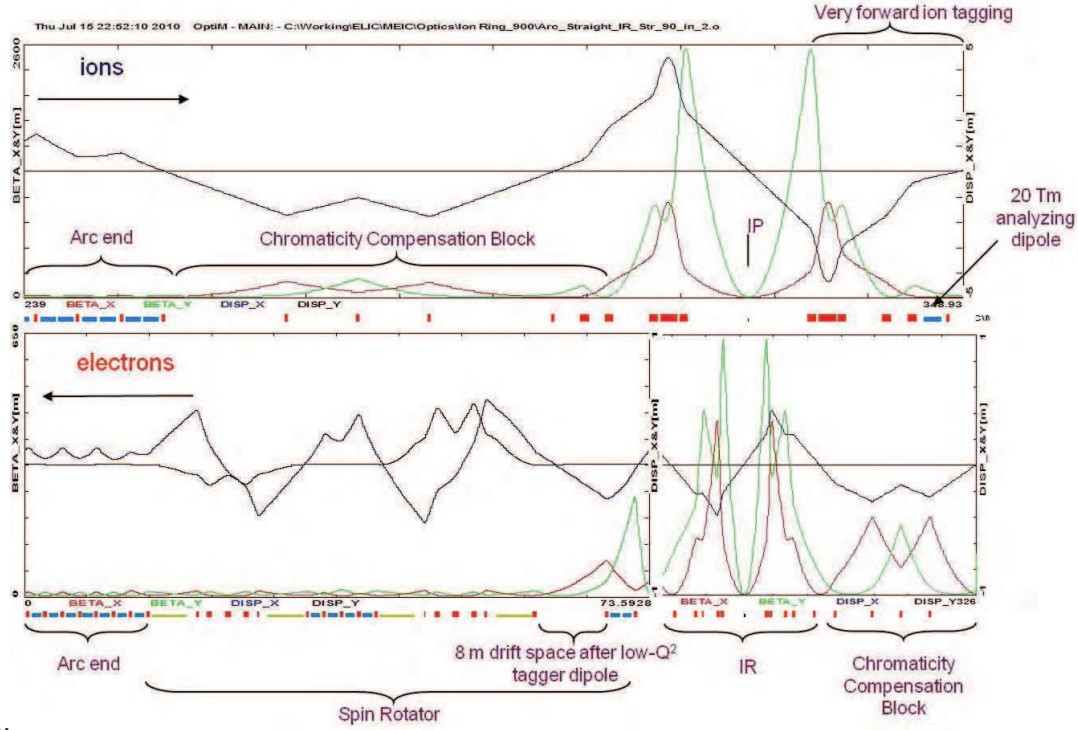 Very forward ion tagging
Thu Jul 15 22:52:10 2010 OptiM - MAIN: - C:\Working\ELIC\MEIC\Optics\Ion Ring_900\Arc_Straight_IR_Str_90_in_2.o
2600
5
ions
BETA_X&Y[m]
DISP_X&Y[m]
20 Tm
analyzing
dipole
Arc end
Chromaticity Compensation Block
IP
0
-5
239 BETA_X BETA_Y DISP_X DISP_Y 348.93
650
1
1
electrons
BETA_X&Y[m]
DISP_X&Y[m]
DISP_X&Y[m]
0
-1
-1
0 BETA_X BETA_Y DISP_X DISP_Y 73.5928
BETA_X BETA_Y DISP_X DISP_Y326
Arc end
8 m drift space after low-Q²
tagger dipole
IR
Chromaticity
Compensation
Block
Spin Rotator